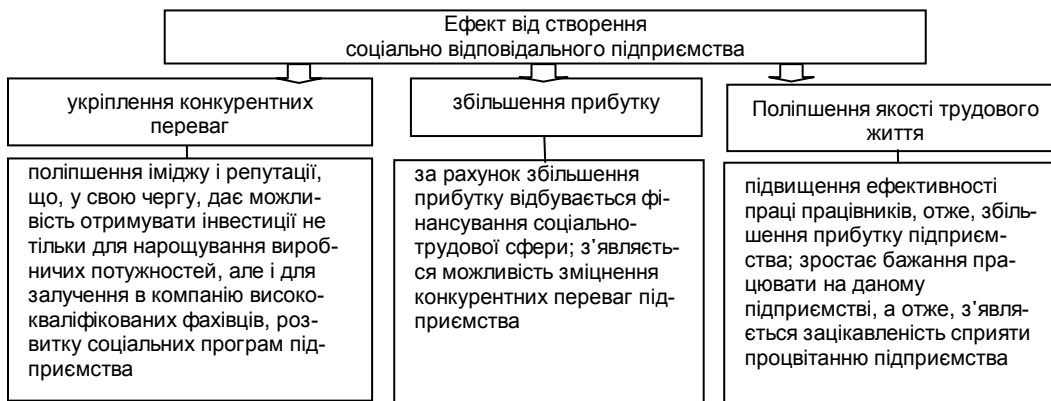 Ефект від створення
соціально відповідального підприємства
укріплення конкурентних
переваг
поліпшення іміджу і репутації,
що, у свою чергу, дає можли-
вість отримувати інвестиції не
тільки для нарощування вироб-
ничих потужностей, але і для
залучення в компанію високо-
кваліфікованих фахівців, роз-
витку соціальних програм під-
приємства
збільшення прибутку
за рахунок збільшення
прибутку відбувається фі-
нансування соціально-
трудової сфери; з'являєть-
ся можливість зміцнення
конкурентних переваг під-
приємства
Поліпшення якості трудового
життя
підвищення ефективності
праці працівників, отже, збіль-
шення прибутку підприєм-
ства; зростає бажання пра-
цювати на даному
підприємстві, а отже, з’явля-
ється зацікавленість сприяти
процвітанню підприємства